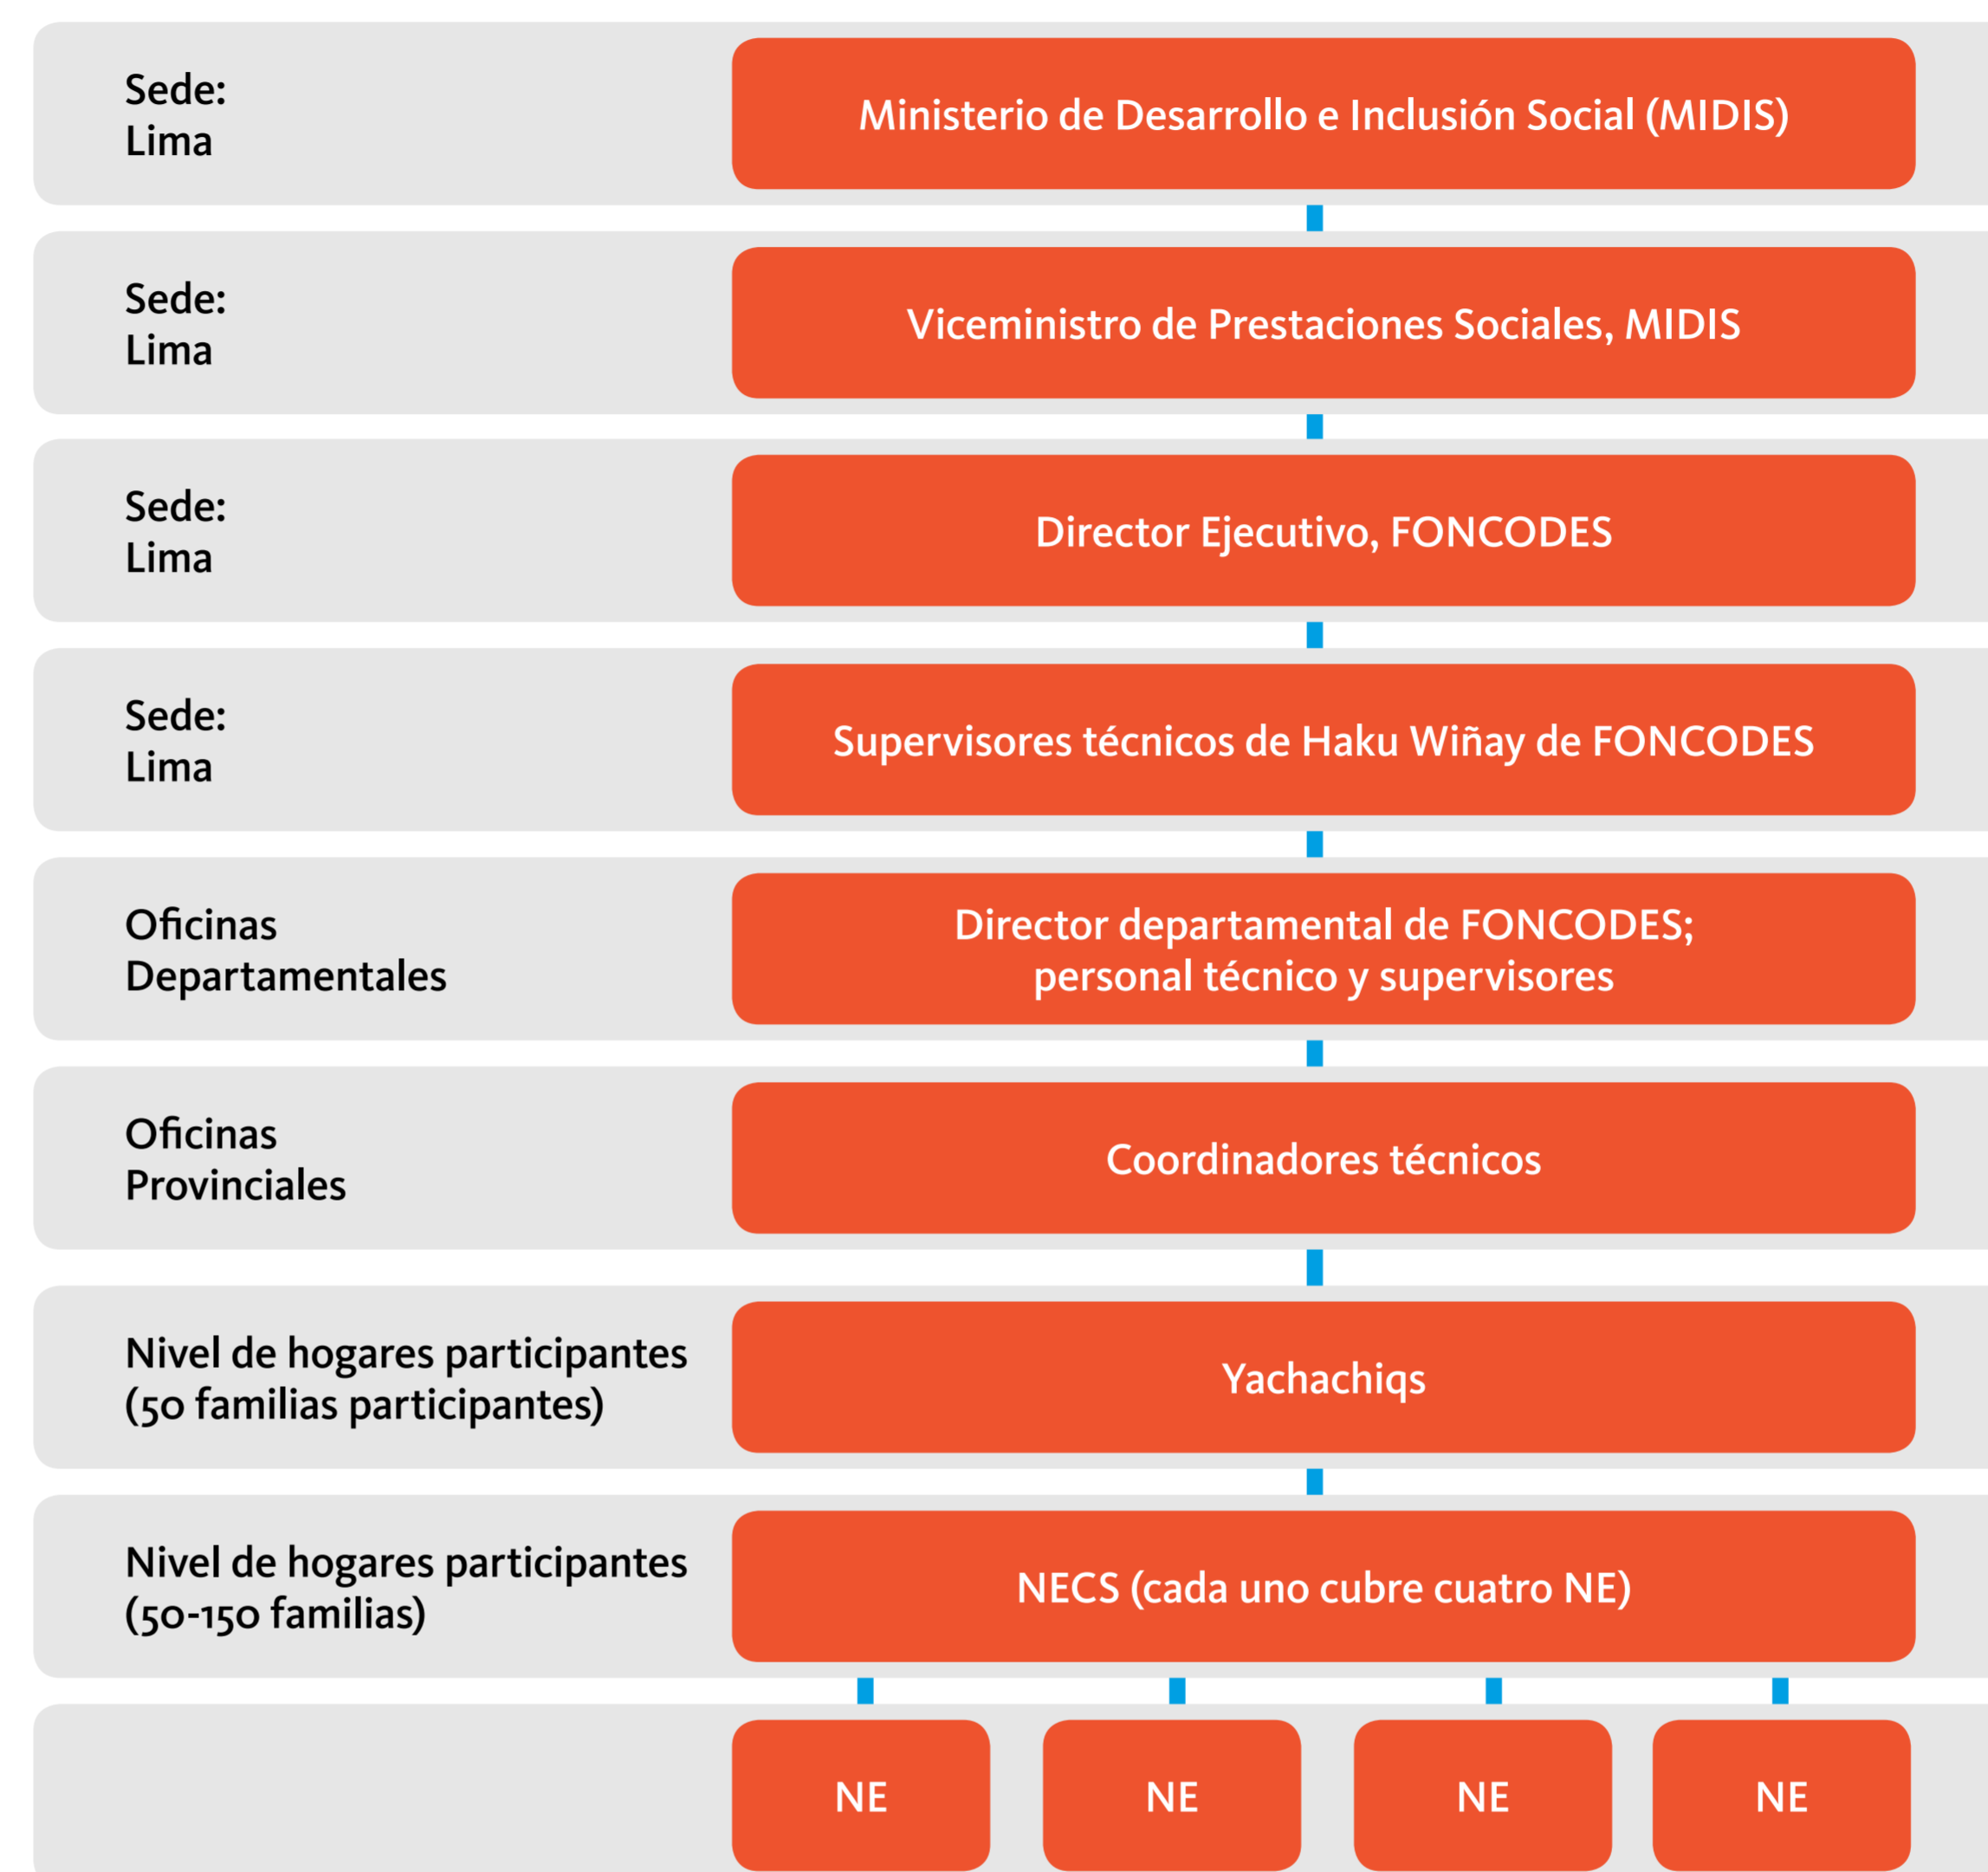 Sede:
Lima
Ministerio de Desarrollo e Inclusión Social (MIDIS)
Sede:
Lima
Viceministro de Prestaciones Sociales, MIDIS
Sede:
Lima
Director Ejecutivo, FONCODES
Sede:
Lima
Supervisores técnicos de Haku Wiñay de FONCODES
Oficinas
Departamentales
Director departamental de FONCODES;
personal técnico y supervisores
Oficinas
Provinciales
Coordinadores técnicos
Nivel de hogares participantes
(50 familias participantes)
Yachachiqs
Nivel de hogares participantes
(50-150 familias)
NECS (cada uno cubre cuatro NE)
NE
NE
NE
NE